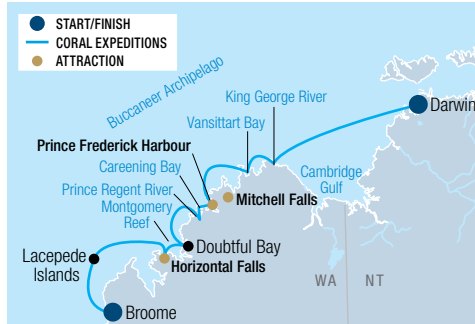 START/FINISH
CORAL EXPEDITIONS
ATTRACTION
Buccaneer Archipelago
King George River
Darwin
Vansittart Bay
Prince Frederick Harbour
Careening Bay
Cambridge
Gulf
Prince Regent River
Mitchell Falls
Montgomery
Reef
Doubtful Bay
Lacepede
Islands
Horizontal Falls
WA
NT
Broome